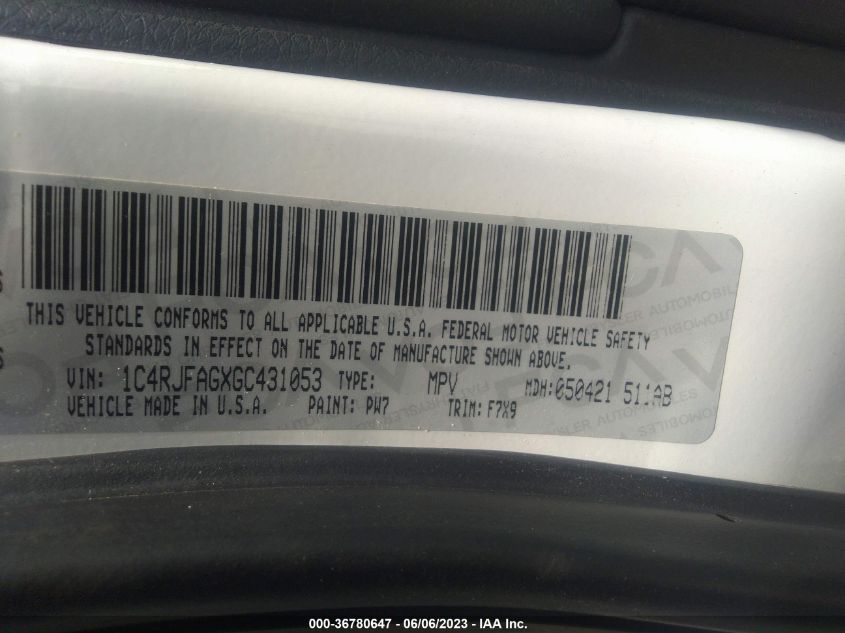 THIS VEHICLE CONFORMS TO ALL APPLICABLE U.S.A. FEDERAL MOTOR VEHICLE SAFETY
STANDARDS IN EFFECT ON THE DATE OF MANUFACTURE SHOWN ABOVE.
VIN: 1C4RJFAGXGC431053 TYPE: MPV MDH:050421 511AB
VEHICLE MADE IN U.S.A. PAINT: PW7 TRIM: F7X9
000-36780647 - 06/06/2023 - IAA Inc.